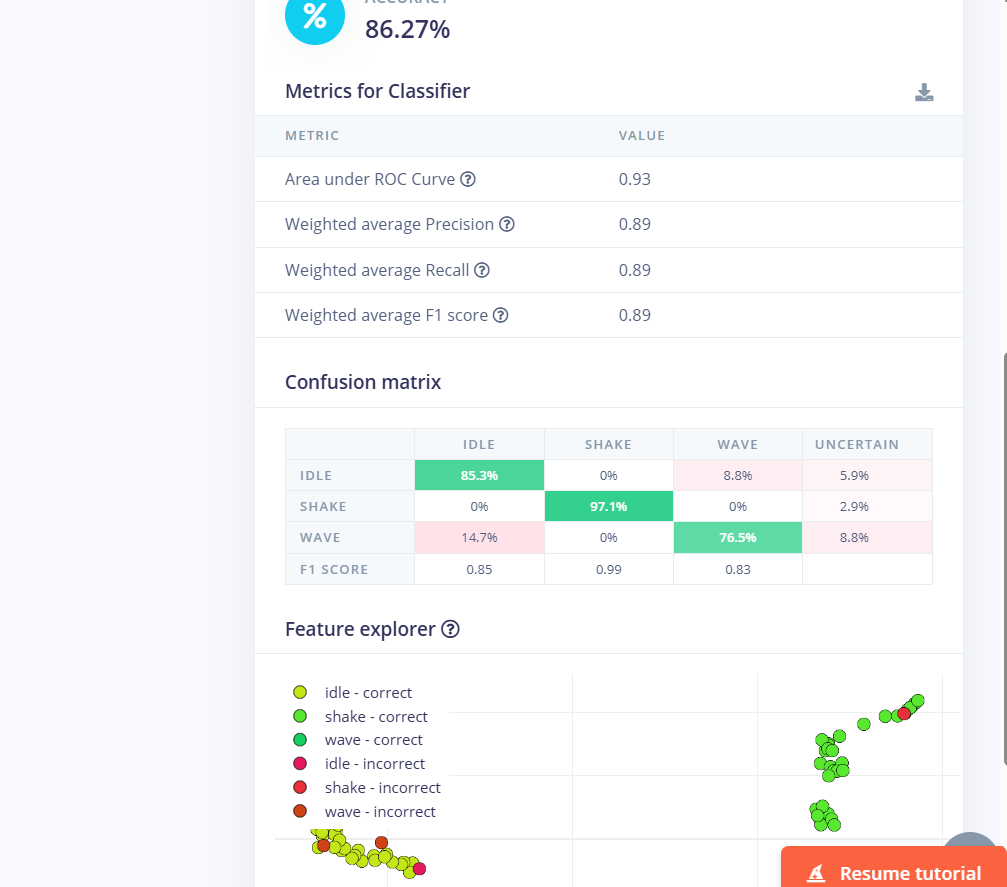 ACCURACY
%
86.27%
Metrics for Classifier
METRIC VALUE
Area under ROC Curve ? 0.93
Weighted average Precision ? 0.89
Weighted average Recall ? 0.89
Weighted average F1 score ? 0.89
Confusion matrix
IDLE SHAKE WAVE UNCERTAIN
IDLE 85.3% 0% 8.8% 5.9%
SHAKE 0% 97.1% 0% 2.9%
WAVE 14.7% 0% 76.5% 8.8%
F1 SCORE 0.85 0.99 0.83
Feature explorer ?
idle - correct
shake - correct
wave - correct
idle - incorrect
shake - incorrect
wave - incorrect
Resume tutorial